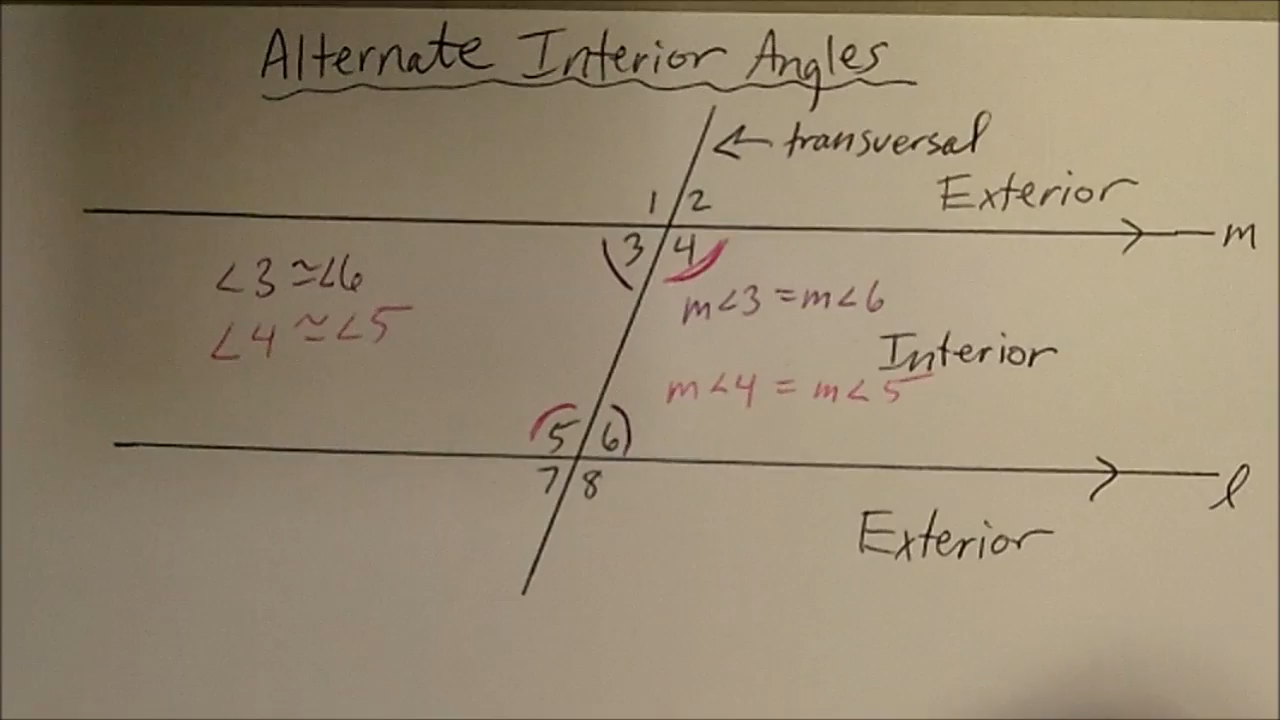 Alternate Interior Angles
← transversal
Exterior
1 2
m
3 4
∠3 ≅ ∠6
m∠3 = m∠6
∠4 ≅ ∠5
Interior
m∠4 = m∠5
5 6
7 8
l
Exterior